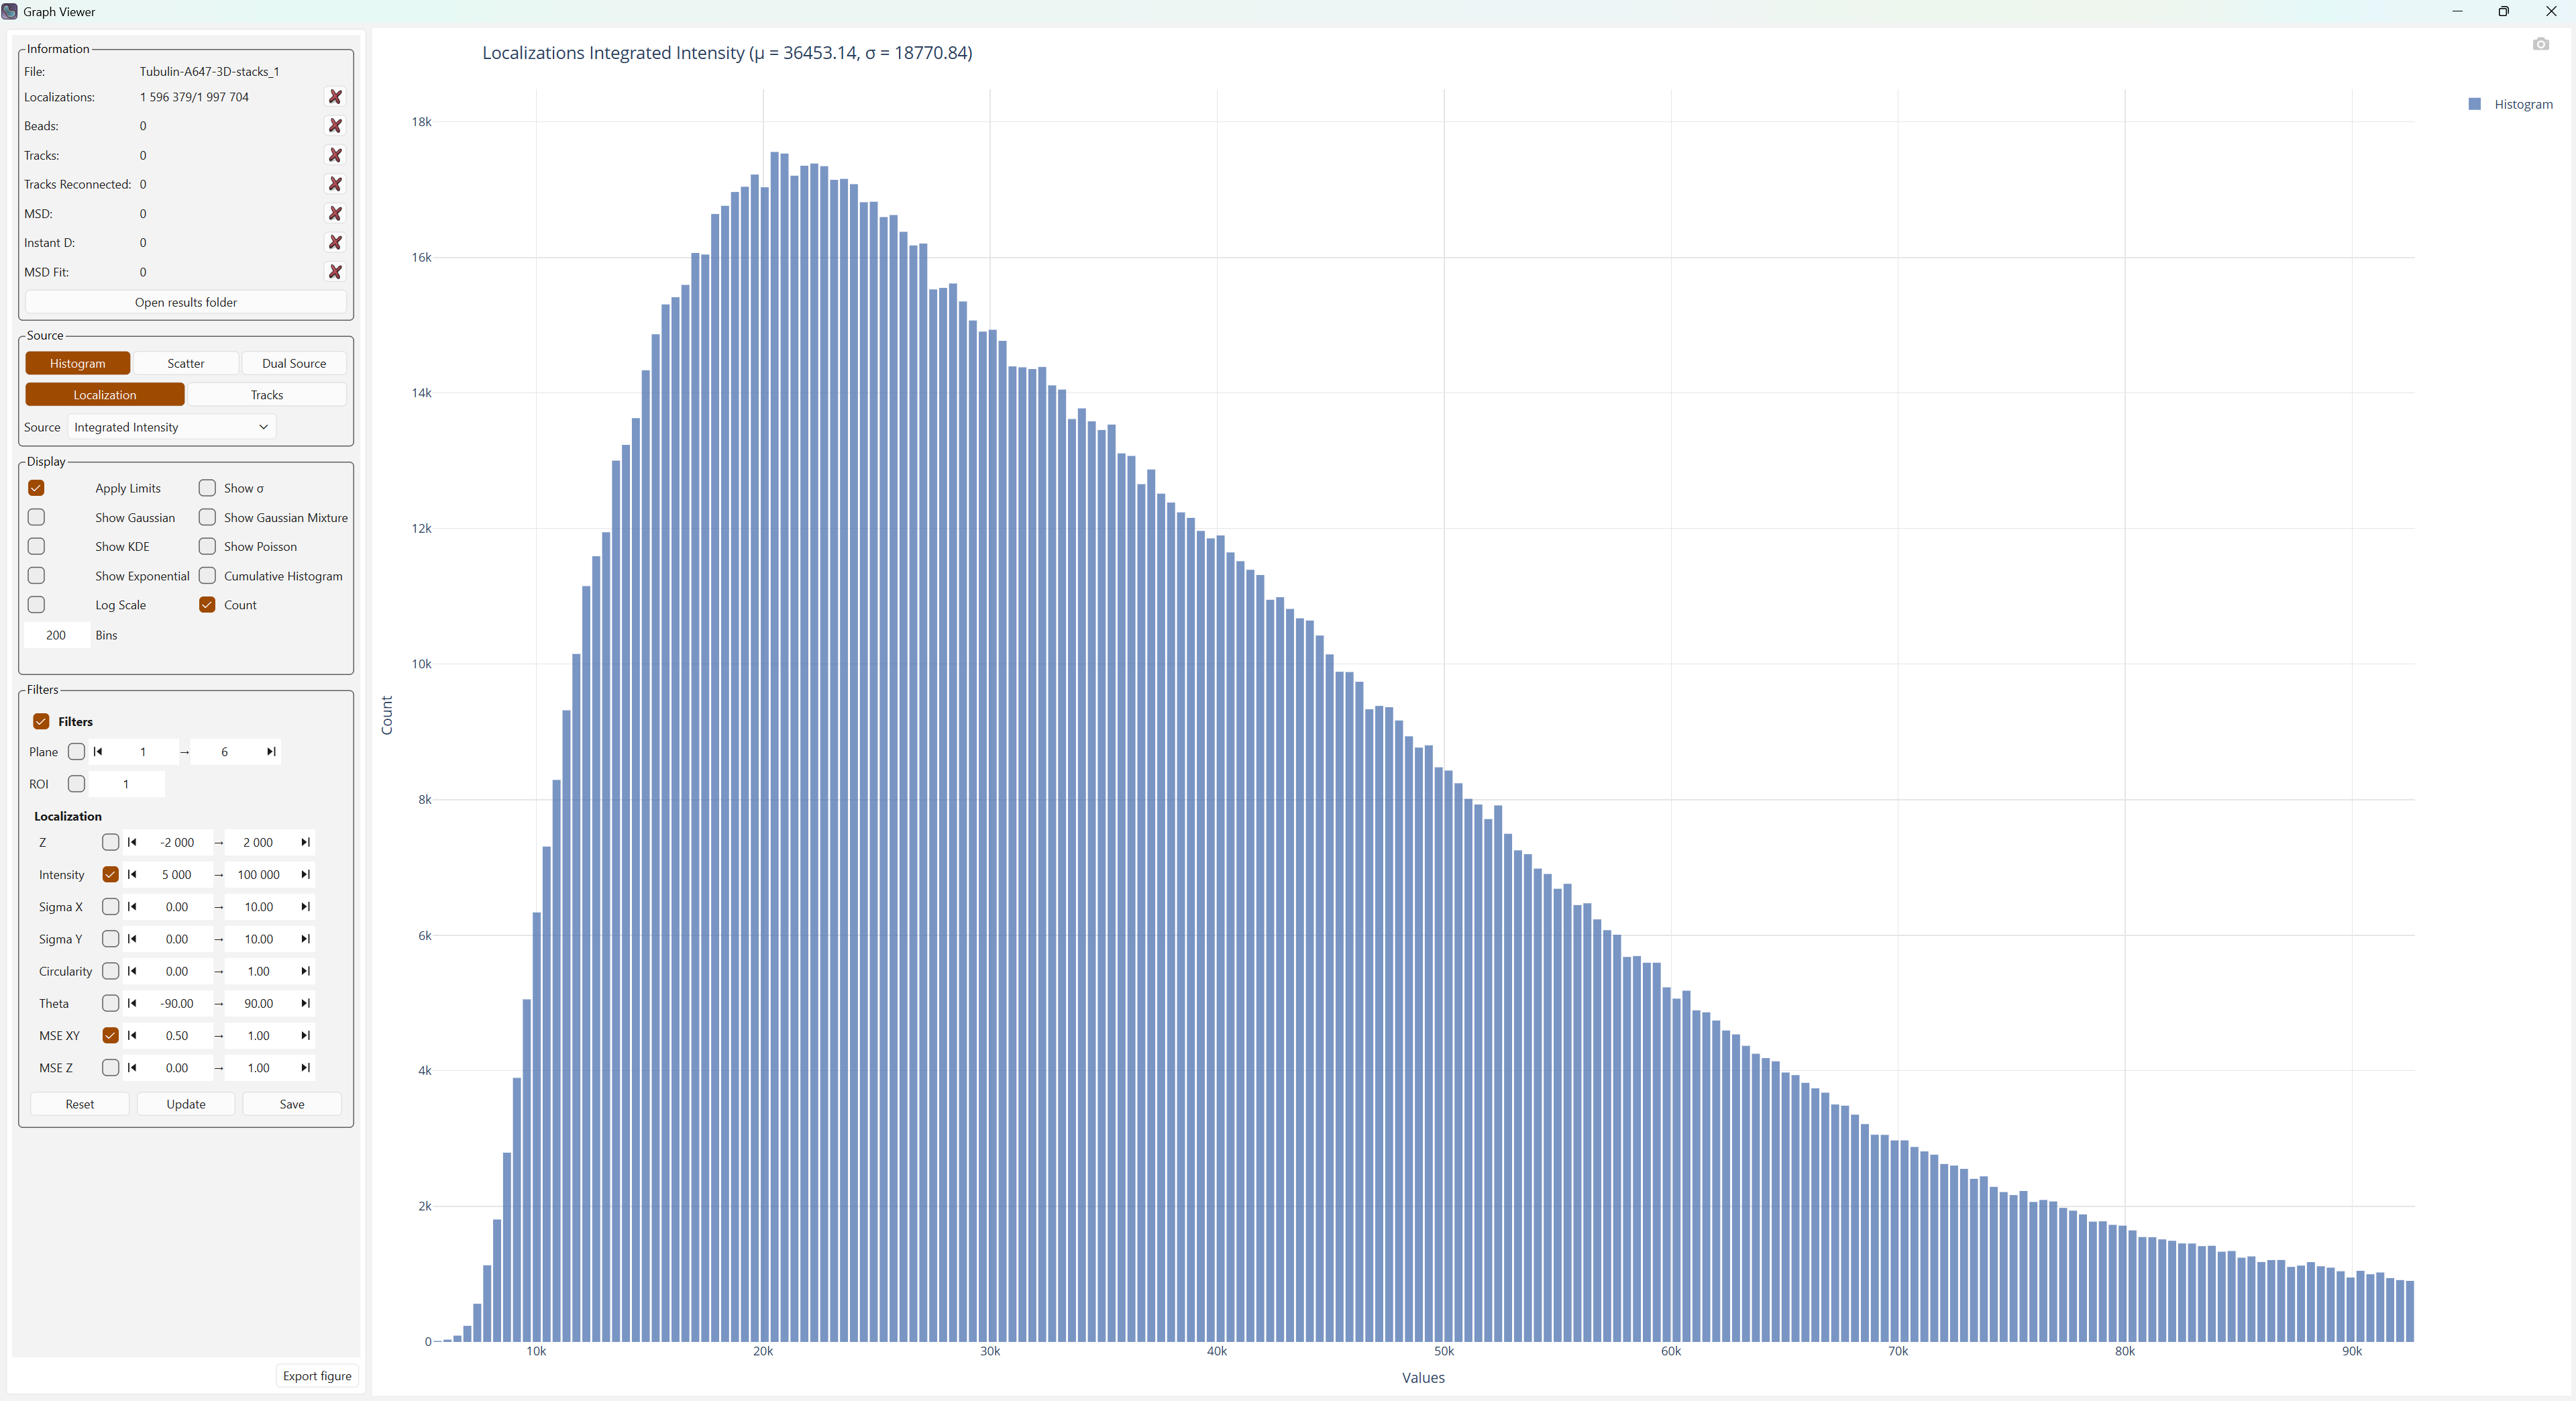 Graph Viewer
Information
File: Tubulin-A647-3D-stacks_1
Localizations: 1 596 379/1 997 704
Beads: 0
Tracks: 0
Tracks Reconnected: 0
MSD: 0
Instant D: 0
MSD Fit: 0
Open results folder
Source
Histogram Scatter Dual Source
Localization Tracks
Source Integrated Intensity
Display
Apply Limits Show σ
Show Gaussian Show Gaussian Mixture
Show KDE Show Poisson
Show Exponential Cumulative Histogram
Log Scale Count
200 Bins
Filters
Filters
Plane 1 → 6
ROI 1
Localization
Z -2 000 → 2 000
Intensity 5 000 → 100 000
Sigma X 0.00 → 10.00
Sigma Y 0.00 → 10.00
Circularity 0.00 → 1.00
Theta -90.00 → 90.00
MSE XY 0.50 → 1.00
MSE Z 0.00 → 1.00
Reset Update Save
Export figure
Localizations Integrated Intensity (μ = 36453.14, σ = 18770.84)
Histogram
Count
18k
16k
14k
12k
10k
8k
6k
4k
2k
0
10k 20k 30k 40k 50k 60k 70k 80k 90k
Values